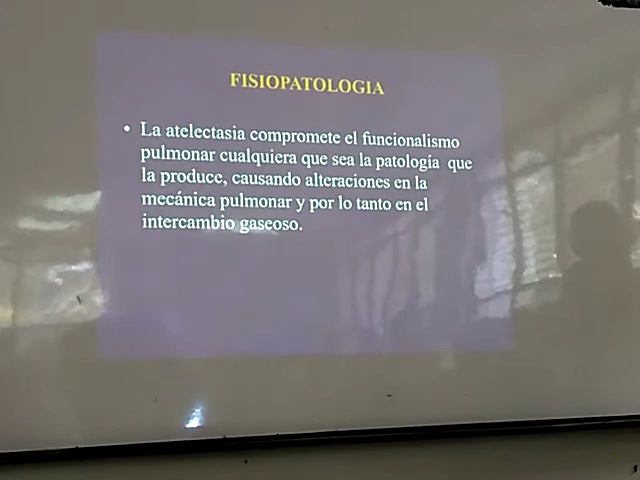 FISIOPATOLOGIA
• La atelectasia compromete el funcionalismo
pulmonar cualquiera que sea la patología que
la produce, causando alteraciones en la
mecánica pulmonar y por lo tanto en el
intercambio gaseoso.